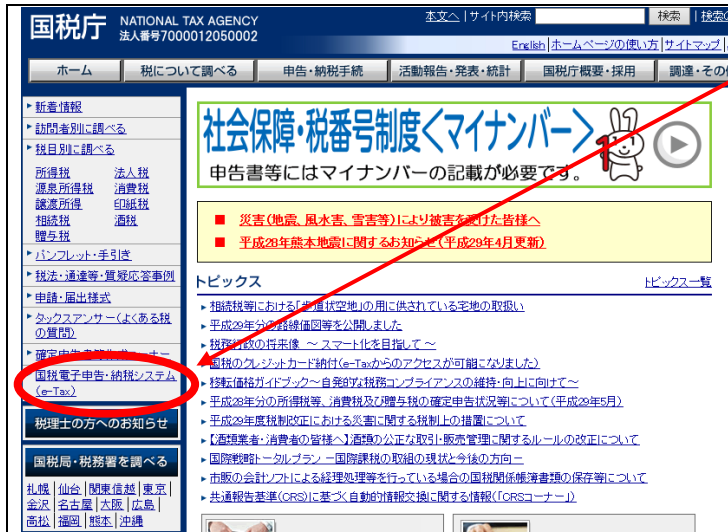 国税庁 NATIONAL TAX AGENCY
法人番号7000012050002
本文へ | サイト内検索 検索 | 検索の
English | ホームページの使い方 | サイトマップ |
ホーム 税について調べる 申告・納税手続 活動報告・発表・統計 国税庁概要・採用 調達・その他
新着情報
訪問者別に調べる
税目別に調べる
所得税 法人税
源泉所得税 消費税
譲渡所得 印紙税
相続税 酒税
贈与税
パンフレット・手引き
税法・通達等・質疑応答事例
申請・届出様式
タックスアンサー(よくある税
の質問)
国税電子申告・納税システム
(e-Tax)
税理士の方へのお知らせ
国税局・税務署を調べる
札幌 | 仙台 | 関東信越 | 東京 |
金沢 | 名古屋 | 大阪 | 広島 |
高松 | 福岡 | 熊本 | 沖縄
社会保障・税番号制度<マイナンバー>
申告書等にはマイナンバーの記載が必要です。
災害(地震、風水害、雪害等)により被害を受けた皆様へ
平成28年熊本地震に関するお知らせ(平成29年4月更新)
トピックス トピックス一覧
相続税等における「歩道状空地」の用に供されている宅地の取扱い
平成29年分の路線価図等を公開しました
税務行政の将来像 ~ スマート化を目指して ~
国税のクレジットカード納付(e-Taxからのアクセスが可能になりました)
移転価格ガイドブック~自発的な税務コンプライアンスの維持・向上に向けて~
平成28年分の所得税等、消費税及び贈与税の確定申告状況等について(平成29年5月)
平成29年度税制改正における災害に関する税制上の措置について
【酒類業者・消費者の皆様へ】酒類の公正な取引・販売管理に関するルールの改正について
国際戦略トータルプラン -国際課税の取組の現状と今後の方向-
市販の会計ソフトによる経理処理等を行っている場合の国税関係帳簿書類の保存等について
共通報告基準(CRS)に基づく自動的情報交換に関する情報(「CRSコーナー」)